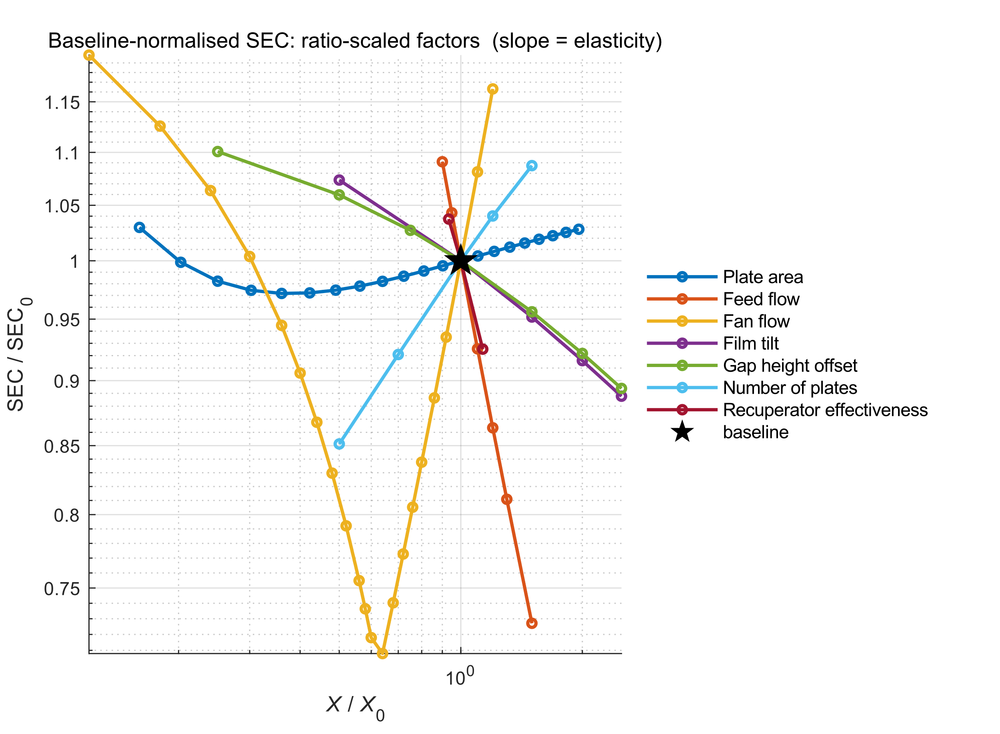 Baseline-normalised SEC: ratio-scaled factors (slope = elasticity)
1.15
1.1
1.05
1
0.95
0.9
0.85
0.8
0.75
SEC / SEC₀
10⁰
X / X₀
Plate area
Feed flow
Fan flow
Film tilt
Gap height offset
Number of plates
Recuperator effectiveness
baseline